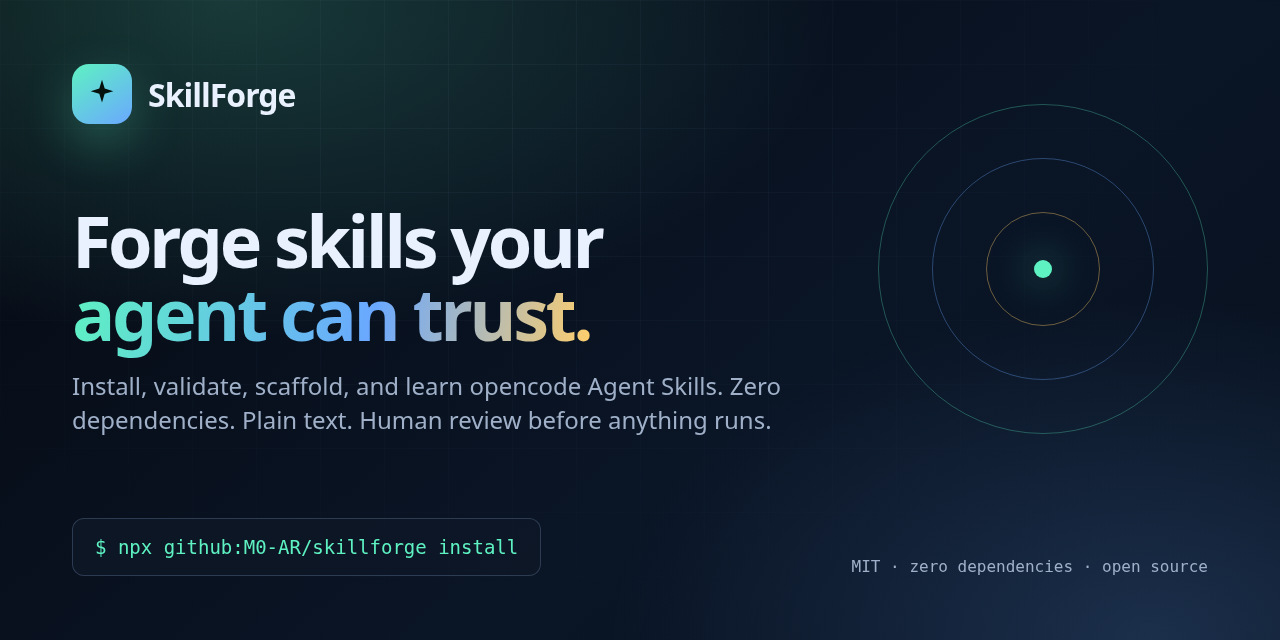 SkillForge
Forge skills your
agent can trust.
Install, validate, scaffold, and learn opencode Agent Skills. Zero
dependencies. Plain text. Human review before anything runs.
$ npx github:M0-AR/skillforge install
MIT · zero dependencies · open source